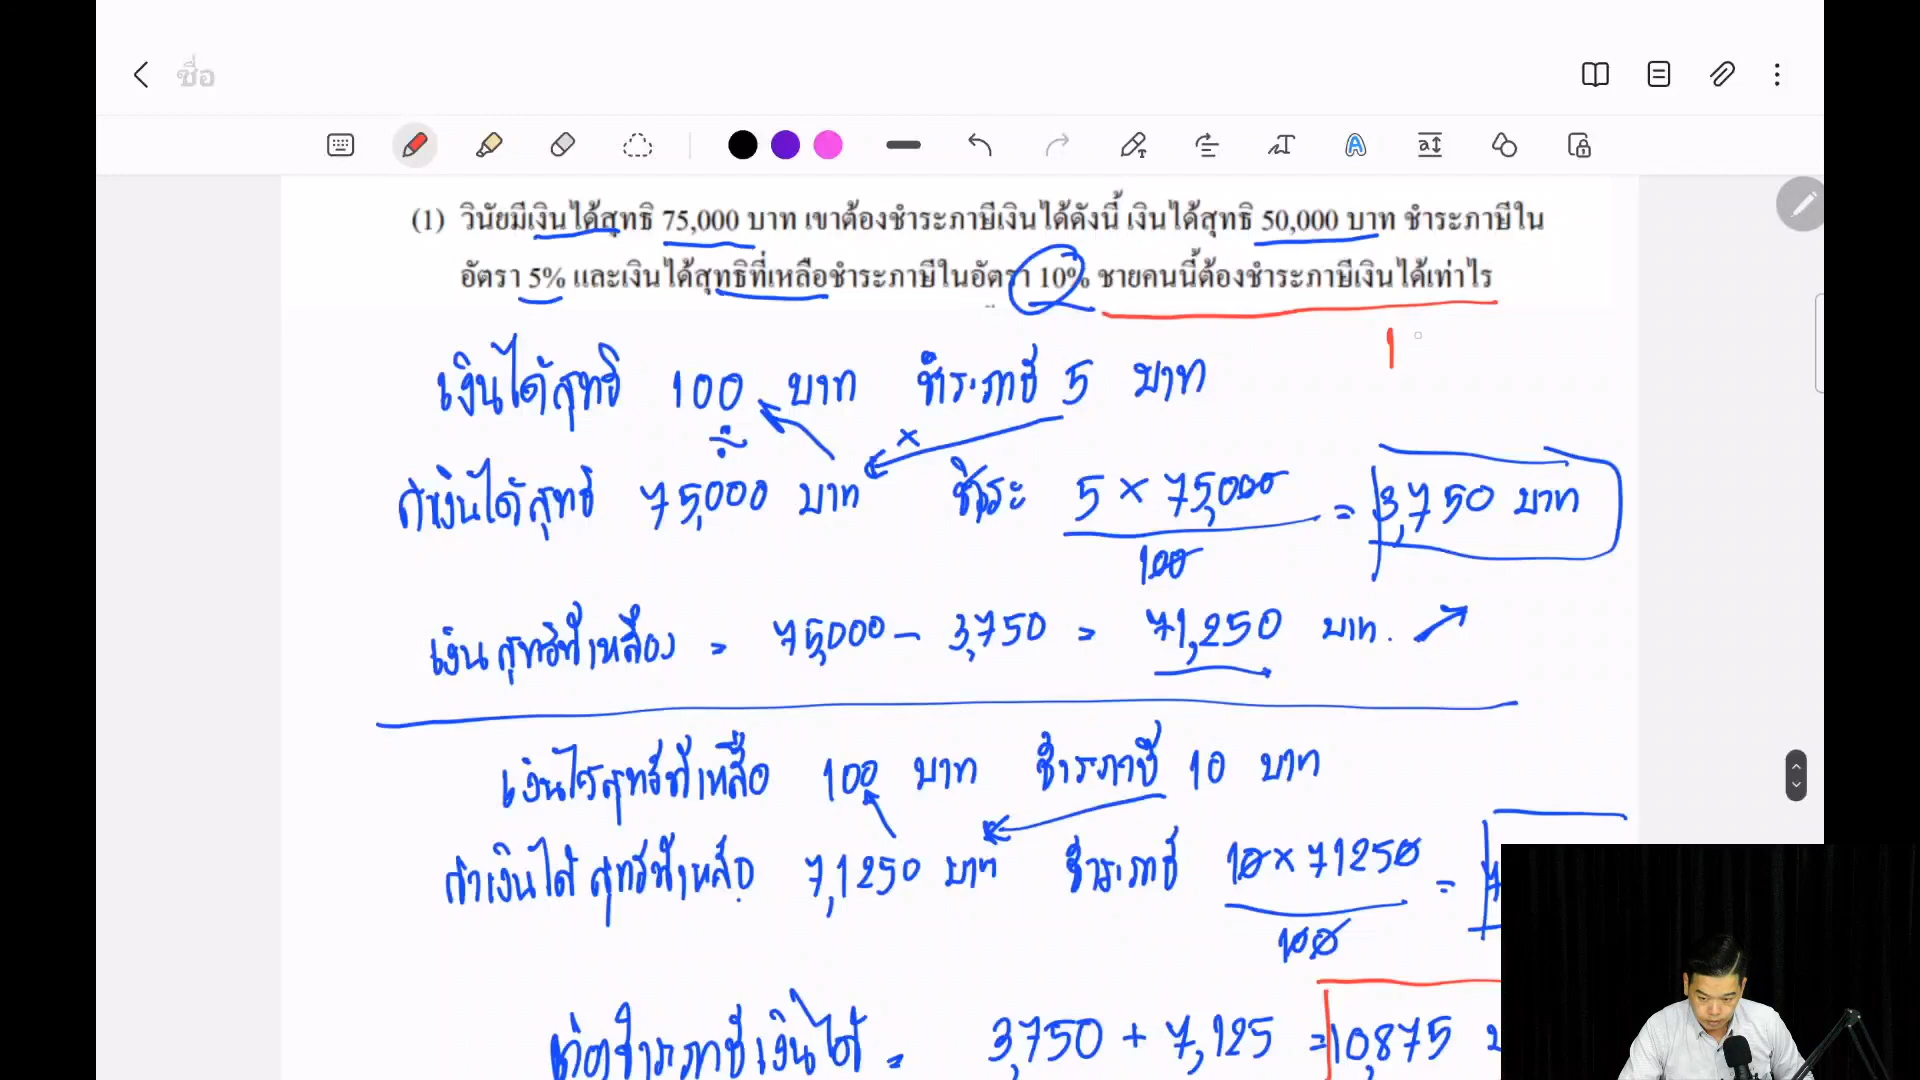 ชื่อ
(1) วินัยมีเงินได้สุทธิ 75,000 บาท เขาต้องชำระภาษีเงินได้ดังนี้ เงินได้สุทธิ 50,000 บาท ชำระภาษีใน
อัตรา 5% และเงินได้สุทธิที่เหลือชำระภาษีในอัตรา 10% ชายคนนี้ต้องชำระภาษีเงินได้เท่าไร
เงินได้สุทธิ 100 บาท ชำระภาษี 5 บาท
÷ ×
ถ้าเงินได้สุทธิ 75,000 บาท ชำระ 5 × 75,000 = 3,750 บาท
100
เงินสุทธิที่เหลือ = 75,000 - 3,750 = 71,250 บาท.
เงินได้สุทธิที่เหลือ 100 บาท ชำระภาษี 10 บาท
ถ้าเงินได้สุทธิที่เหลือ 7,1250 บาท ชำระภาษี 10 × 71250 =
100
ต้องชำระภาษีเงินได้ = 3,750 + 7,125 = 10,875